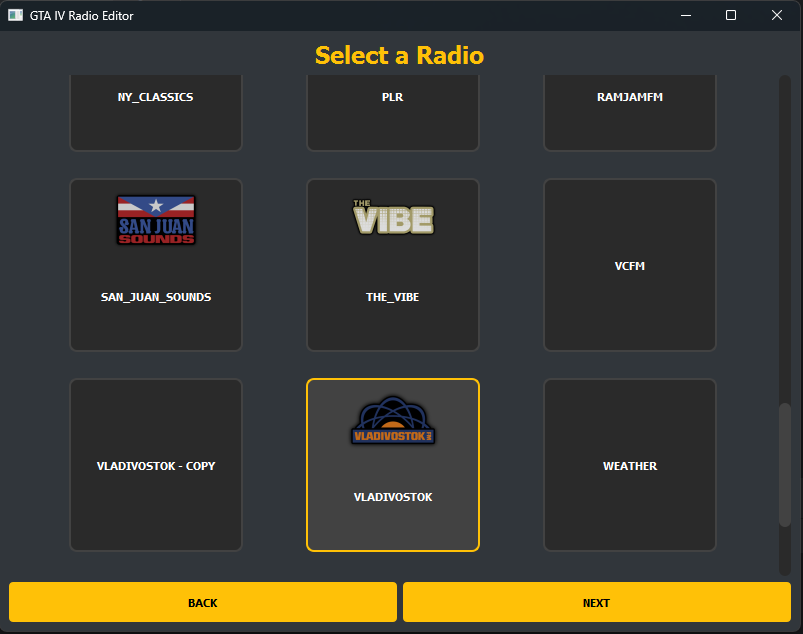 GTA IV Radio Editor
Select a Radio
NY_CLASSICS
PLR
RAMJAMFM
SAN JUAN
SOUNDS
SAN_JUAN_SOUNDS
THE
VIBE
THE_VIBE
VCFM
VLADIVOSTOK - COPY
VLADIVOSTOK
VLADIVOSTOK
WEATHER
BACK
NEXT